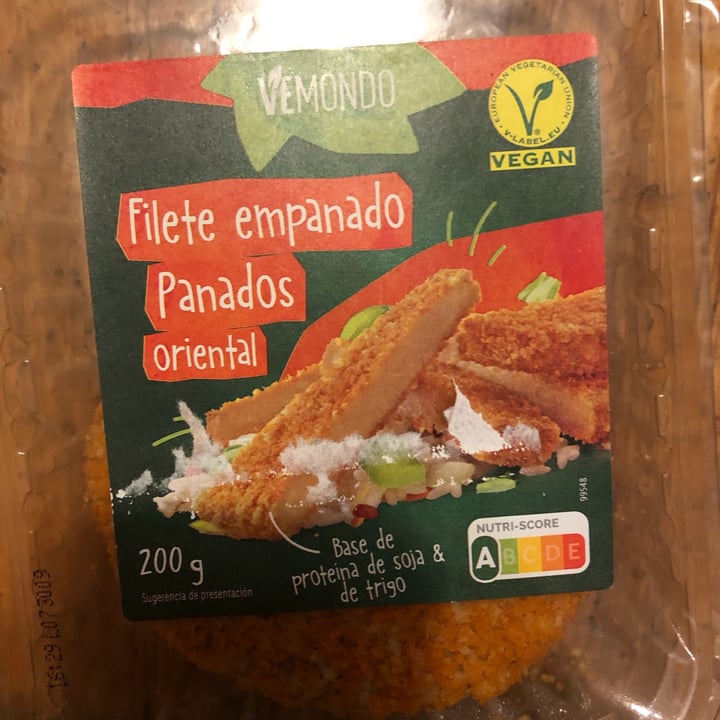 VEMONDO
EUROPEAN VEGETARIAN UNION
V-LABEL.EU
VEGAN
Filete empanado
Panados
oriental
99548
NUTRI-SCORE
A B C D E
200 g
Sugerencia de presentación
Base de
proteína de soja &
de trigo